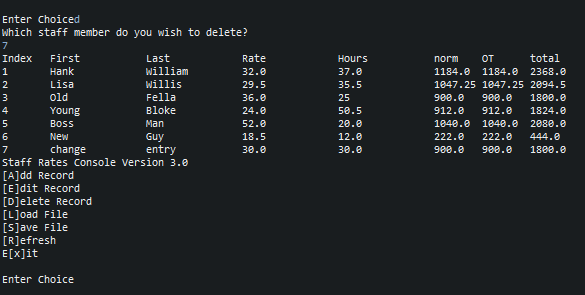 Enter Choiced
Which staff member do you wish to delete?
7
Index First Last Rate Hours norm OT total
1 Hank William 32.0 37.0 1184.0 1184.0 2368.0
2 Lisa Willis 29.5 35.5 1047.25 1047.25 2094.5
3 Old Fella 36.0 25 900.0 900.0 1800.0
4 Young Bloke 24.0 50.5 912.0 912.0 1824.0
5 Boss Man 52.0 20.0 1040.0 1040.0 2080.0
6 New Guy 18.5 12.0 222.0 222.0 444.0
7 change entry 30.0 30.0 900.0 900.0 1800.0
Staff Rates Console Version 3.0
[A]dd Record
[E]dit Record
[D]elete Record
[L]oad File
[S]ave File
[R]efresh
E[x]it
Enter Choice